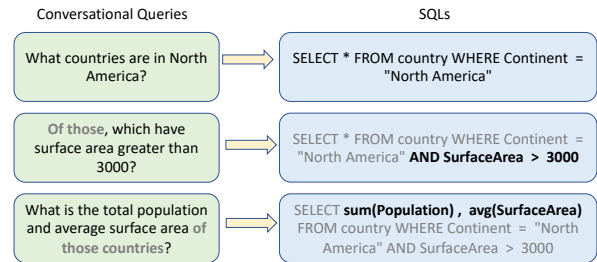 Conversational Queries
SQLs
What countries are in North
America?
SELECT * FROM country WHERE Continent =
"North America"
Of those, which have
surface area greater than
3000?
SELECT * FROM country WHERE Continent =
"North America" AND SurfaceArea > 3000
What is the total population
and average surface area of
those countries?
SELECT sum(Population) , avg(SurfaceArea)
FROM country WHERE Continent = "North
America" AND SurfaceArea > 3000